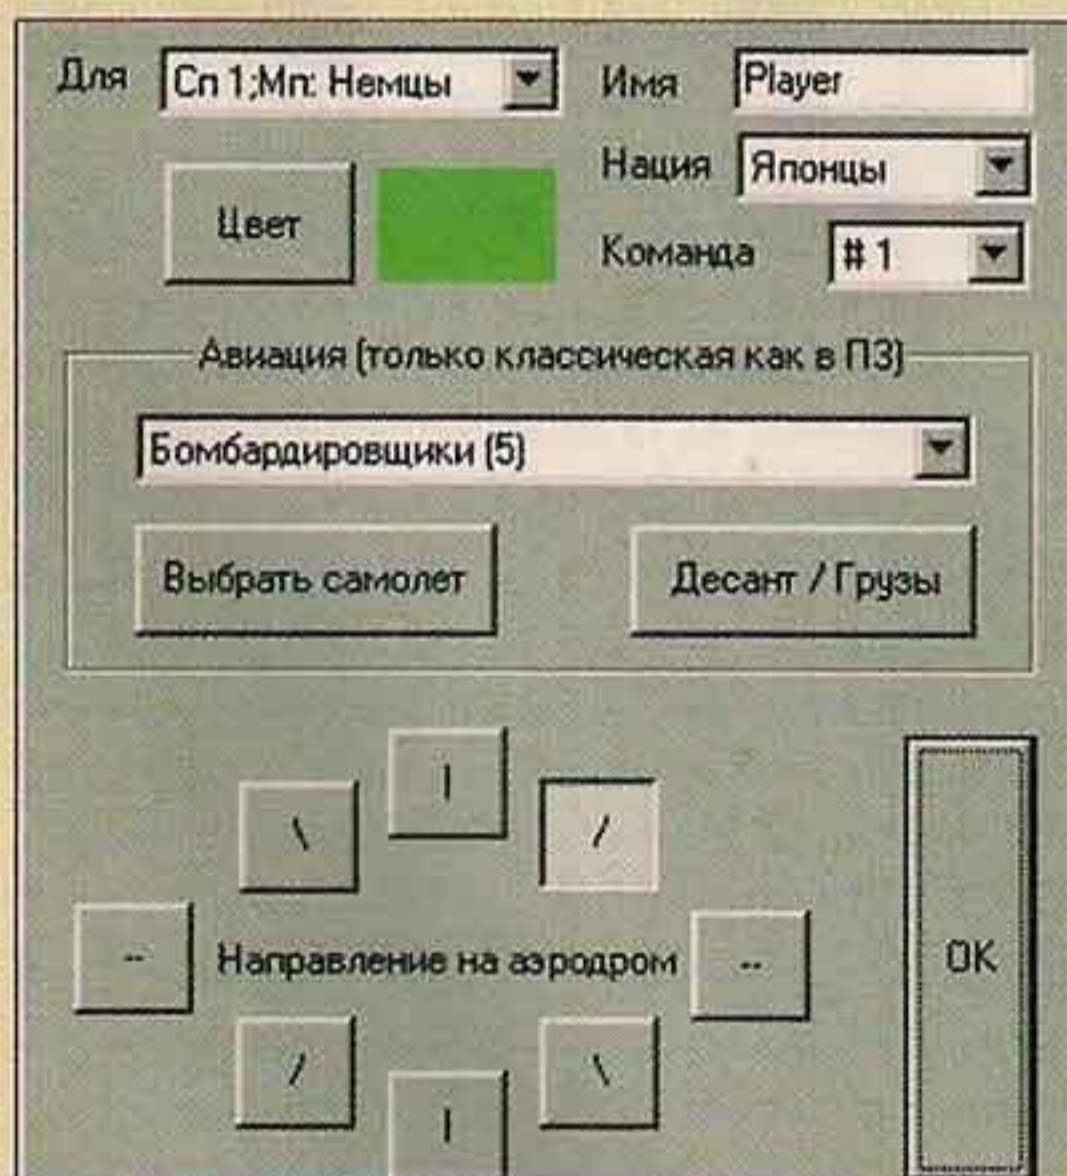 Для Сп 1;Мп: Немцы Имя Player
Нация Японцы
Цвет
Команда # 1
Авиация (только классическая как в ПЗ)
Бомбардировщики (5)
Выбрать самолет Десант / Грузы
|
\ /
-- Направление на аэродром -- OK
/ \
|